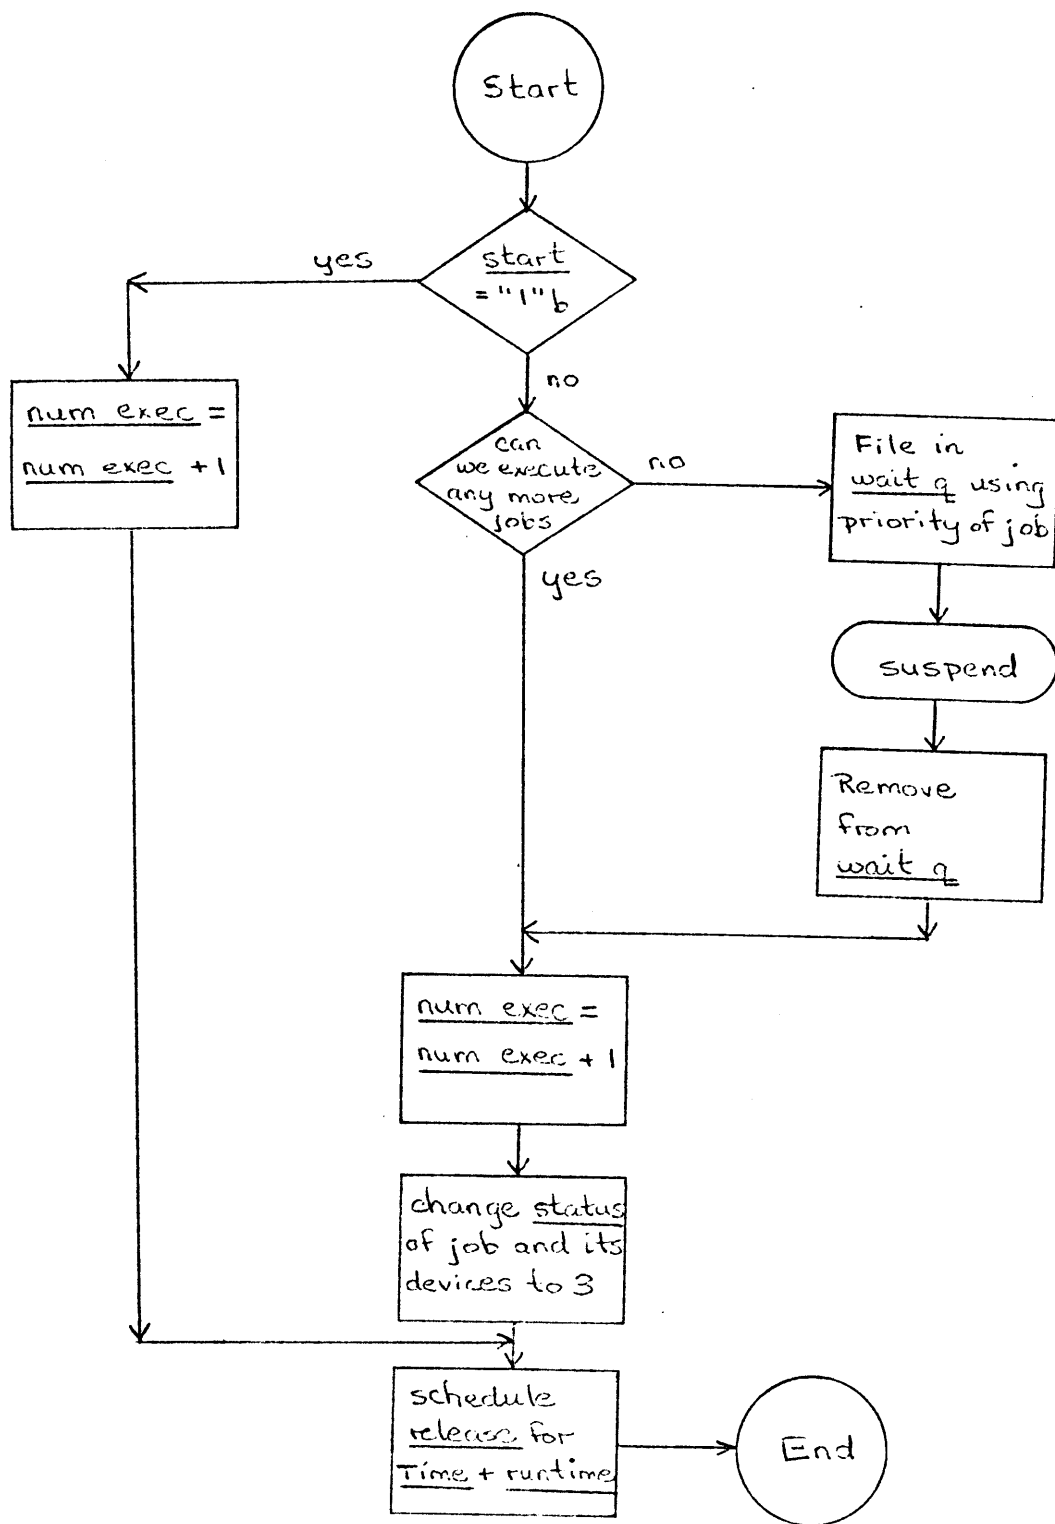 Start
start
= "1"b
yes
no
num exec =
num exec + 1
can
we execute
any more
jobs
no
yes
File in
wait q using
priority of job
suspend
Remove
from
wait q
num exec =
num exec + 1
change status
of job and its
devices to 3
schedule
release for
Time + runtime
End